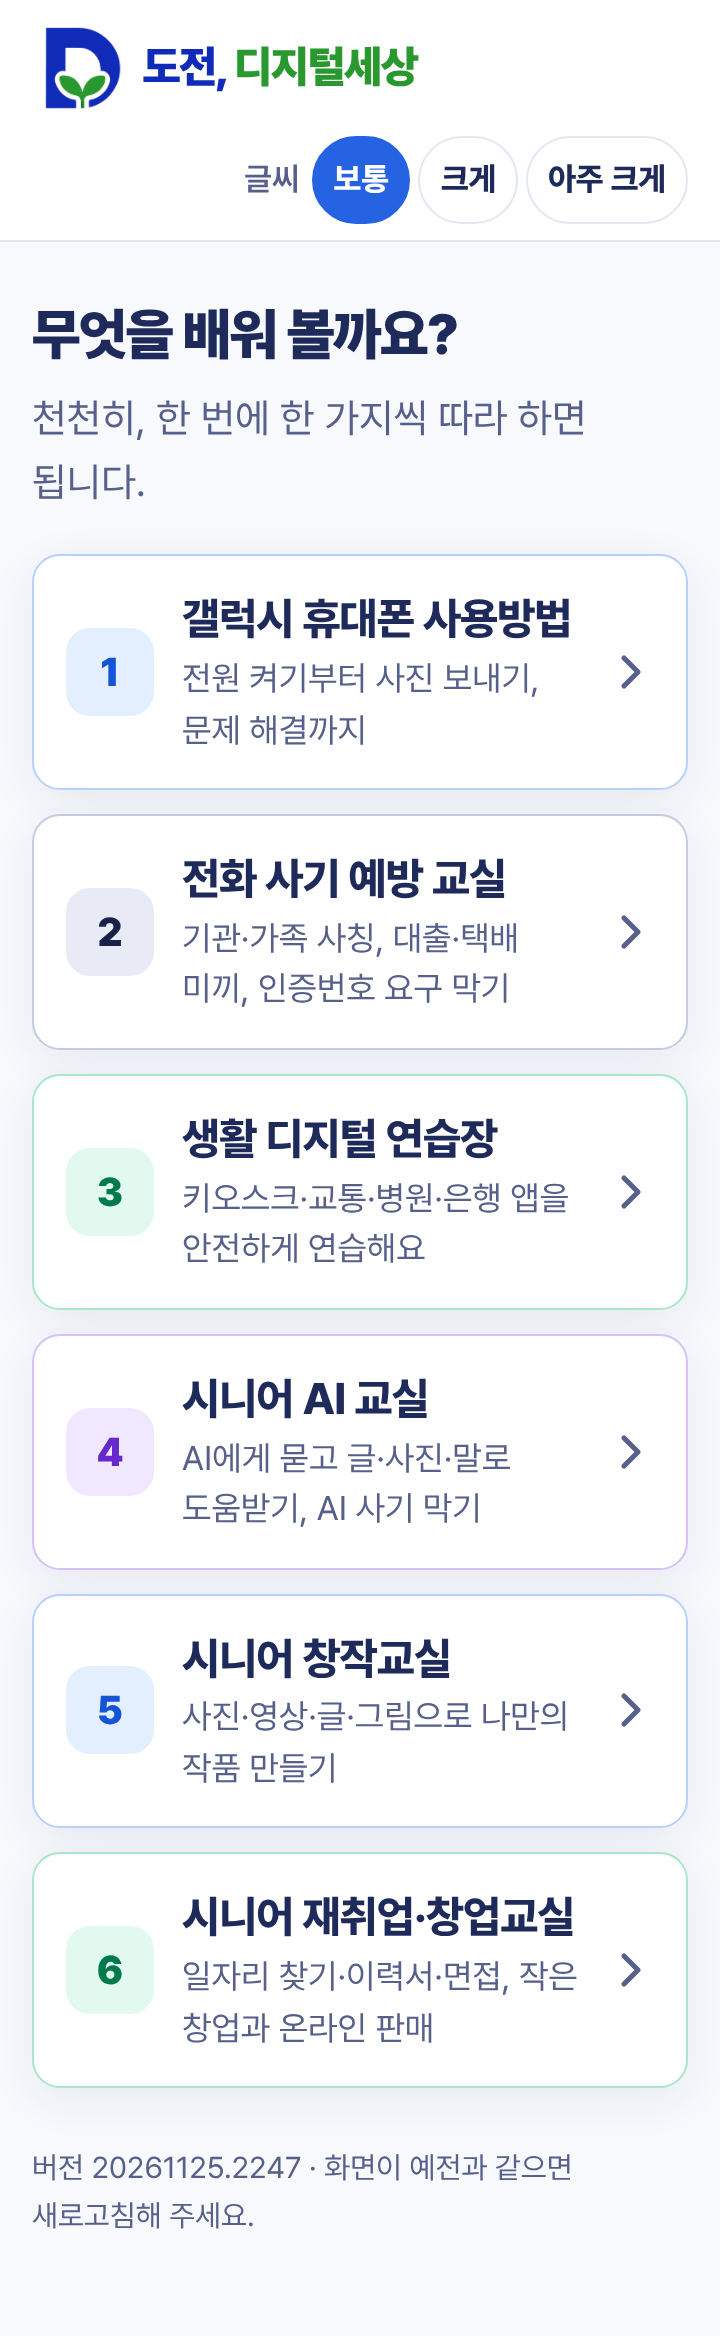 도전, 디지털세상
글씨 보통 크게 아주 크게
무엇을 배워 볼까요?
천천히, 한 번에 한 가지씩 따라 하면
됩니다.
1
갤럭시 휴대폰 사용방법
전원 켜기부터 사진 보내기,
문제 해결까지
2
전화 사기 예방 교실
기관·가족 사칭, 대출·택배
미끼, 인증번호 요구 막기
3
생활 디지털 연습장
키오스크·교통·병원·은행 앱을
안전하게 연습해요
4
시니어 AI 교실
AI에게 묻고 글·사진·말로
도움받기, AI 사기 막기
5
시니어 창작교실
사진·영상·글·그림으로 나만의
작품 만들기
6
시니어 재취업·창업교실
일자리 찾기·이력서·면접, 작은
창업과 온라인 판매
버전 20261125.2247 · 화면이 예전과 같으면
새로고침해 주세요.